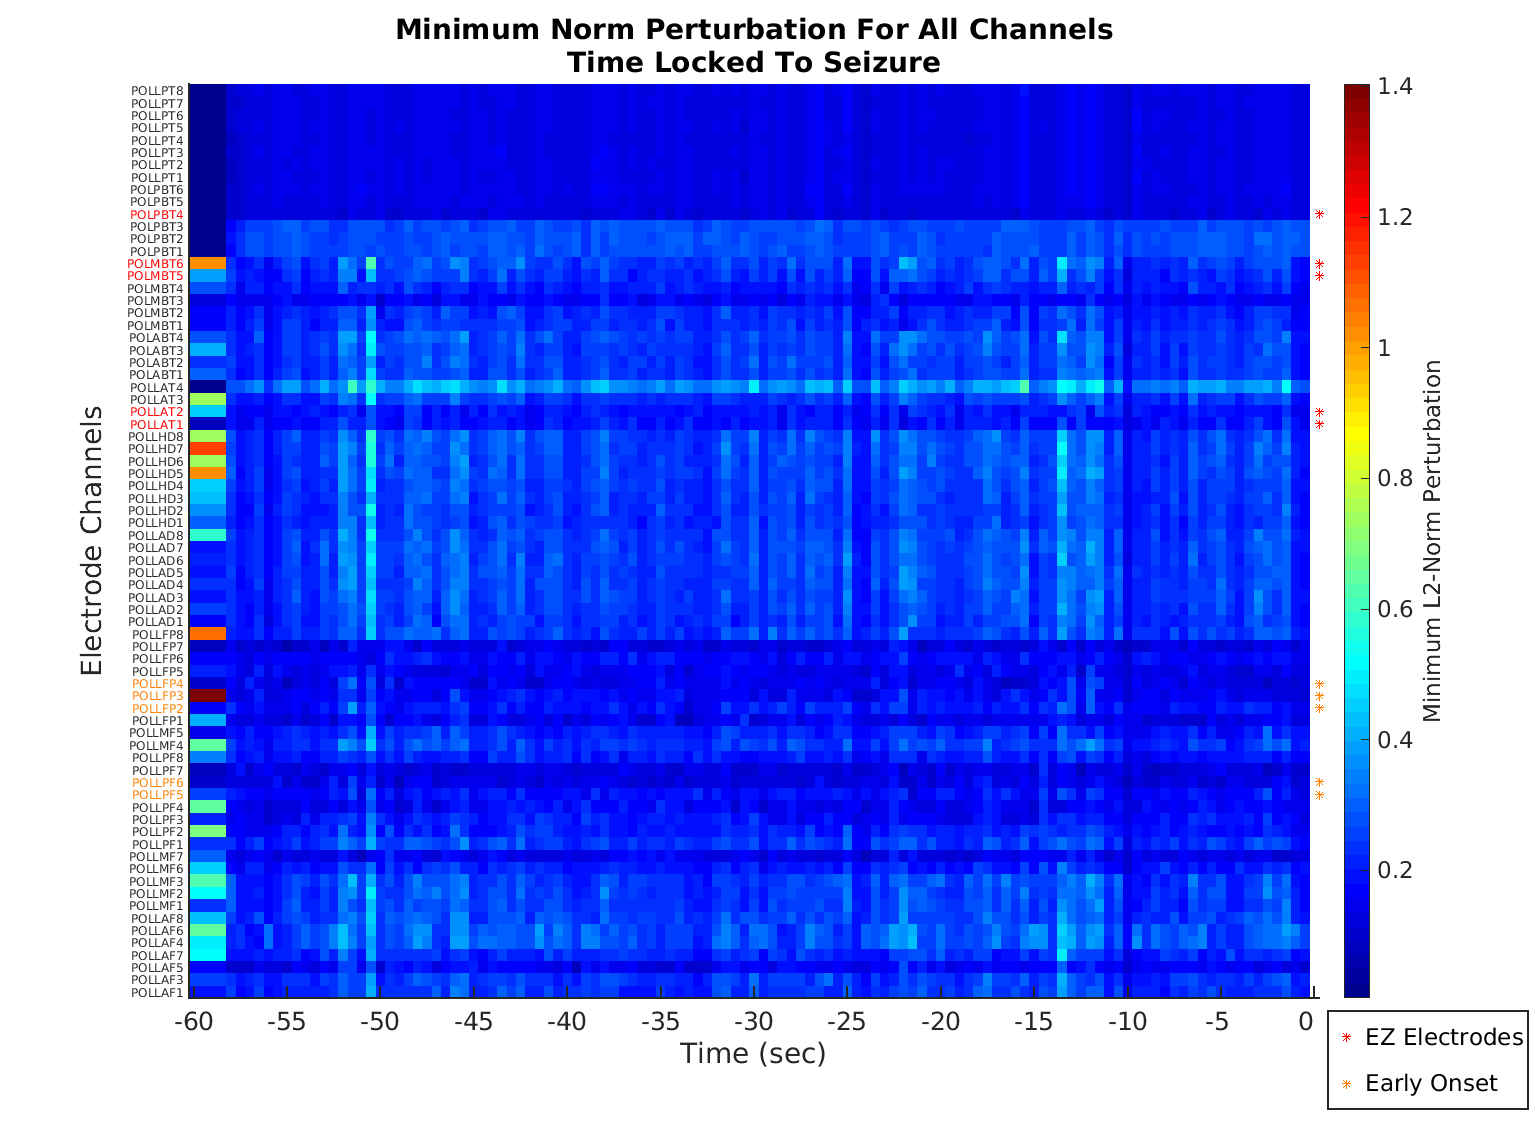 Minimum Norm Perturbation For All Channels
Time Locked To Seizure
Electrode Channels
POLLPT8
POLLPT7
POLLPT6
POLLPT5
POLLPT4
POLLPT3
POLLPT2
POLLPT1
POLPBT6
POLPBT5
POLPBT4
POLPBT3
POLPBT2
POLPBT1
POLMBT6
POLMBT5
POLMBT4
POLMBT3
POLMBT2
POLMBT1
POLABT4
POLABT3
POLABT2
POLABT1
POLLAT4
POLLAT3
POLLAT2
POLLAT1
POLLHD8
POLLHD7
POLLHD6
POLLHD5
POLLHD4
POLLHD3
POLLHD2
POLLHD1
POLLAD8
POLLAD7
POLLAD6
POLLAD5
POLLAD4
POLLAD3
POLLAD2
POLLAD1
POLLFP8
POLLFP7
POLLFP6
POLLFP5
POLLFP4
POLLFP3
POLLFP2
POLLFP1
POLLMF5
POLLMF4
POLLPF8
POLLPF7
POLLPF6
POLLPF5
POLLPF4
POLLPF3
POLLPF2
POLLPF1
POLLMF7
POLLMF6
POLLMF3
POLLMF2
POLLMF1
POLLAF8
POLLAF6
POLLAF4
POLLAF7
POLLAF5
POLLAF3
POLLAF1
-60 -55 -50 -45 -40 -35 -30 -25 -20 -15 -10 -5 0
Time (sec)
1.4
1.2
1
0.8
0.6
0.4
0.2
Minimum L2-Norm Perturbation
EZ Electrodes
Early Onset